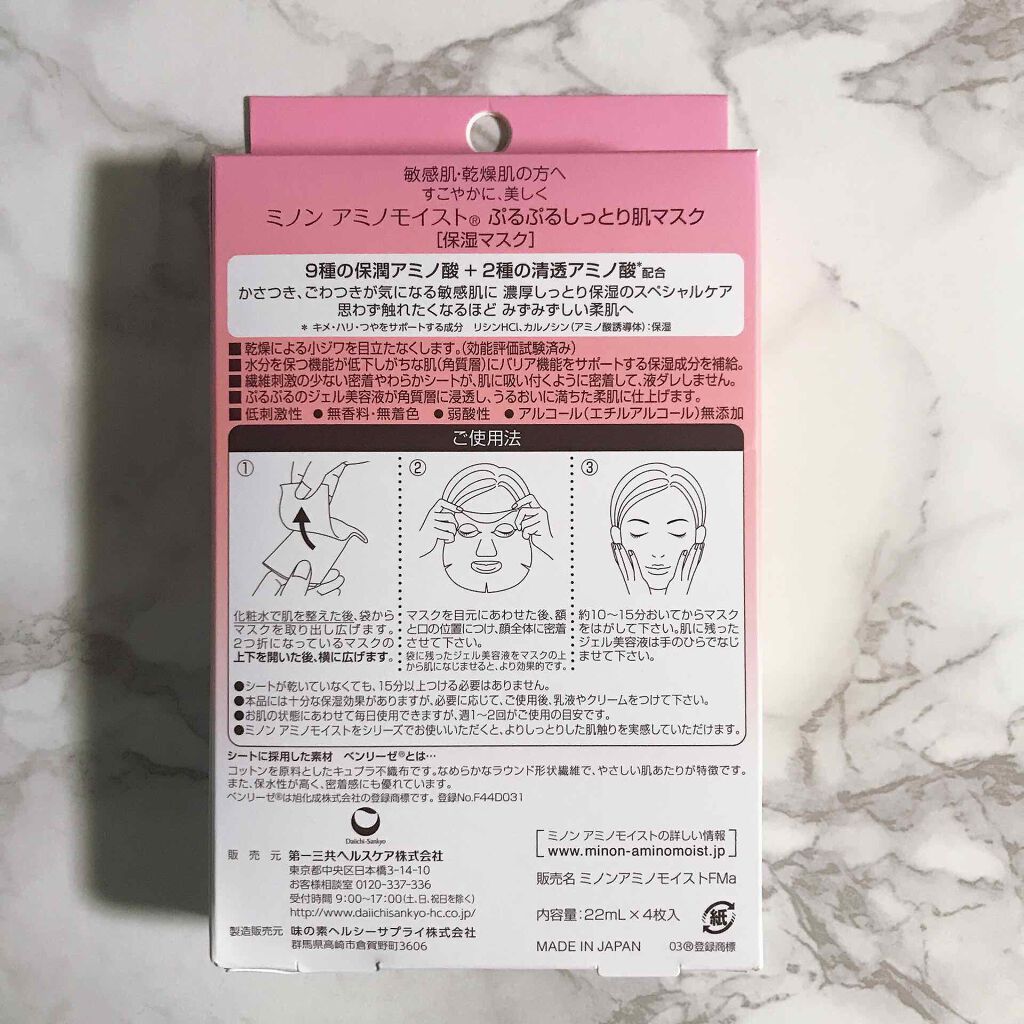 敏感肌・乾燥肌の方へ
すこやかに、美しく
ミノン アミノモイスト® ぷるぷるしっとり肌マスク
[保湿マスク]
9種の保潤アミノ酸 + 2種の清透アミノ酸*配合
かさつき、ごわつきが気になる敏感肌に 濃厚しっとり保湿のスペシャルケア
思わず触れたくなるほど みずみずしい柔肌へ
* キメ・ハリ・つやをサポートする成分 リシンHCl、カルノシン(アミノ酸誘導体):保湿
■ 乾燥による小ジワを目立たなくします。(効能評価試験済み)
■ 水分を保つ機能が低下しがちな肌(角質層)にバリア機能をサポートする保湿成分を補給。
■ 繊維刺激の少ない密着やわらかシートが、肌に吸い付くように密着して、液ダレしません。
■ ぷるぷるのジェル美容液が角質層に浸透し、うるおいに満ちた柔肌に仕上げます。
■ 低刺激性 ● 無香料・無着色 ● 弱酸性 ● アルコール(エチルアルコール)無添加
ご使用法
①
化粧水で肌を整えた後、袋から
マスクを取り出し広げます。
2つ折になっているマスクの
上下を開いた後、横に広げます。
②
マスクを目元にあわせた後、額
と口の位置につけ、顔全体に密着
させて下さい。
袋に残ったジェル美容液をマスクの上
から肌になじませると、より効果的です。
③
約10〜15分おいてからマスク
をはがして下さい。肌に残った
ジェル美容液は手のひらでなじ
ませて下さい。
●シートが乾いていなくても、15分以上つける必要はありません。
●本品には十分な保湿効果がありますが、必要に応じて、ご使用後、乳液やクリームをつけて下さい。
●お肌の状態にあわせて毎日使用できますが、週1〜2回がご使用の目安です。
●ミノン アミノモイストをシリーズでお使いいただくと、よりしっとりした肌触りを実感していただけます。
シートに採用した素材 ベンリーゼ®とは…
コットンを原料としたキュプラ不織布です。なめらかなラウンド形状繊維で、やさしい肌あたりが特徴です。
また、保水性が高く、密着感にも優れています。
ベンリーゼ®は旭化成株式会社の登録商標です。登録No.F44D031
Daiichi-Sankyo
販売元 第一三共ヘルスケア株式会社
東京都中央区日本橋3-14-10
お客様相談室 0120-337-336
受付時間 9:00〜17:00(土、日、祝日を除く)
http://www.daiichisankyo-hc.co.jp/
製造販売元 味の素ヘルシーサプライ株式会社
群馬県高崎市倉賀野町3606
ミノン アミノモイストの詳しい情報
www.minon-aminomoist.jp
販売名 ミノンアミノモイストFMa
内容量:22mL×4枚入
紙
MADE IN JAPAN
03®登録商標